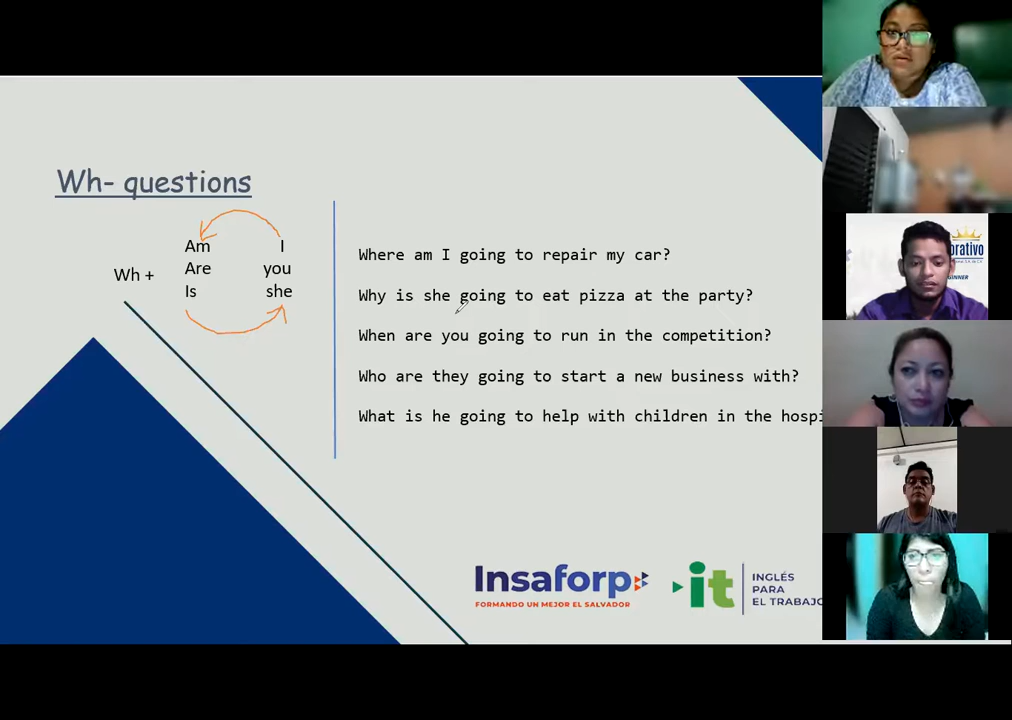 Wh- questions
Am I
Wh + Are you
Is she
Where am I going to repair my car?
Why is she going to eat pizza at the party?
When are you going to run in the competition?
Who are they going to start a new business with?
What is he going to help with children in the hospi
Insaforp
FORMANDO UN MEJOR EL SALVADOR
it
INGLÉS
PARA
EL TRABAJO
orativo
INNER